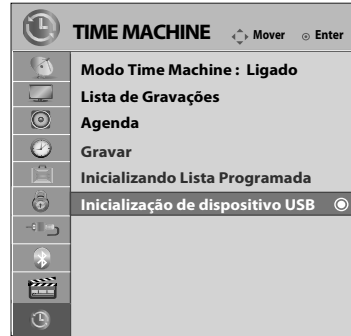 TIME MACHINE Mover Enter
Modo Time Machine : Ligado
Lista de Gravações
Agenda
Gravar
Inicializando Lista Programada
Inicialização de dispositivo USB